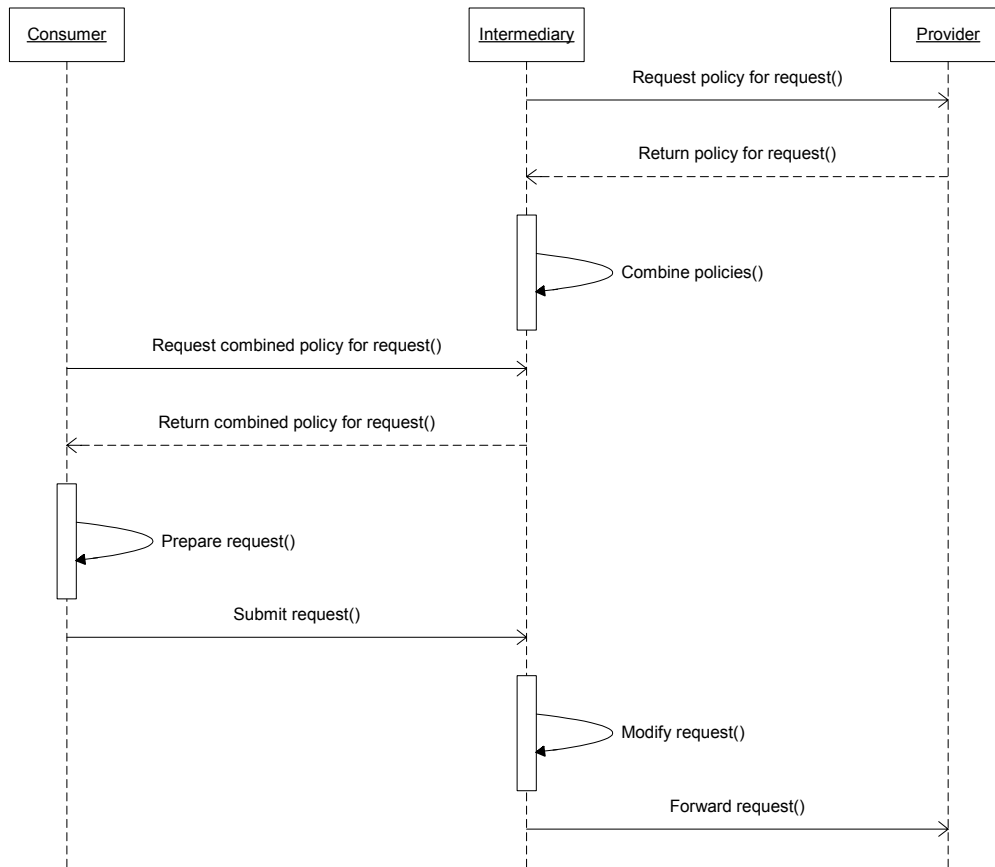 Consumer
Intermediary
Provider
Request policy for request()
Return policy for request()
Combine policies()
Request combined policy for request()
Return combined policy for request()
Prepare request()
Submit request()
Modify request()
Forward request()